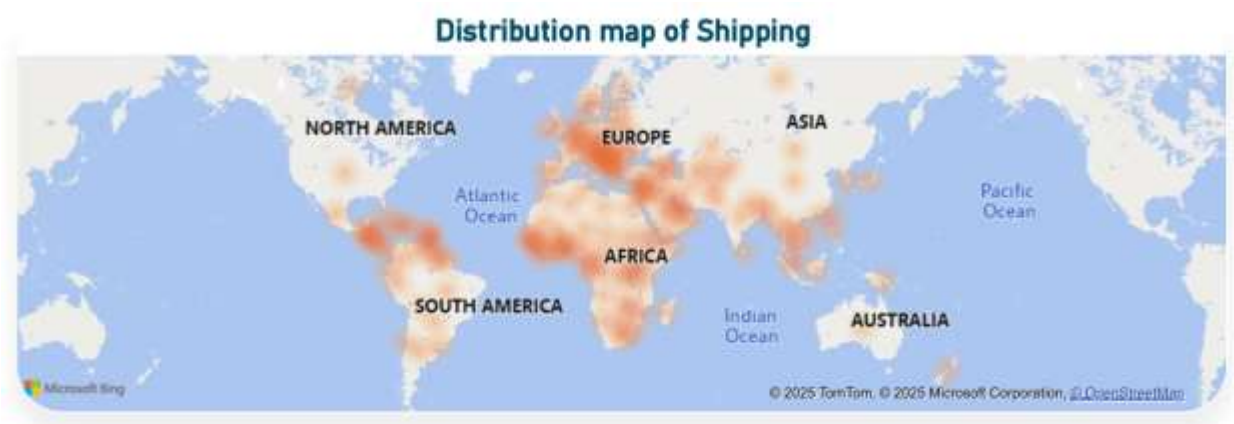 Distribution map of Shipping
NORTH AMERICA
EUROPE
ASIA
Atlantic
Ocean
Pacific
Ocean
AFRICA
SOUTH AMERICA
Indian
Ocean
AUSTRALIA
Microsoft Bing
© 2025 TomTom, © 2025 Microsoft Corporation, © OpenStreetMap